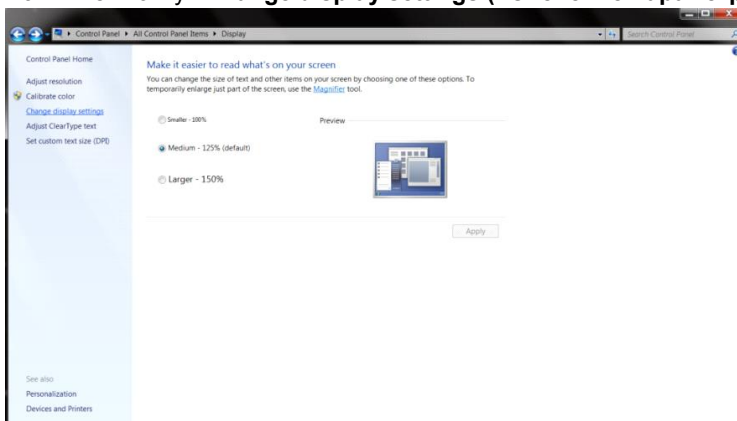 ange display settings (
Control Panel ▸ All Control Panel Items ▸ Display
Search Control Panel
Control Panel Home
Adjust resolution
Calibrate color
Change display settings
Adjust ClearType text
Set custom text size (DPI)
See also
Personalization
Devices and Printers
Make it easier to read what's on your screen
You can change the size of text and other items on your screen by choosing one of these options. To
temporarily enlarge just part of the screen, use the Magnifier tool.
Smaller - 100%
Preview
Medium - 125% (default)
Larger - 150%
Apply